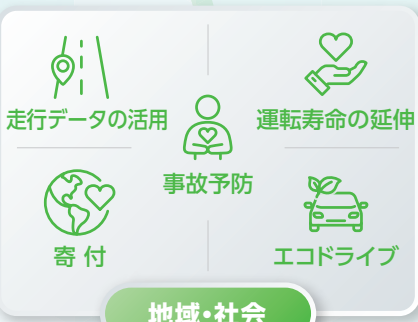 走行データの活用
運転寿命の延伸
事故予防
寄付
エコドライブ
地域・社会